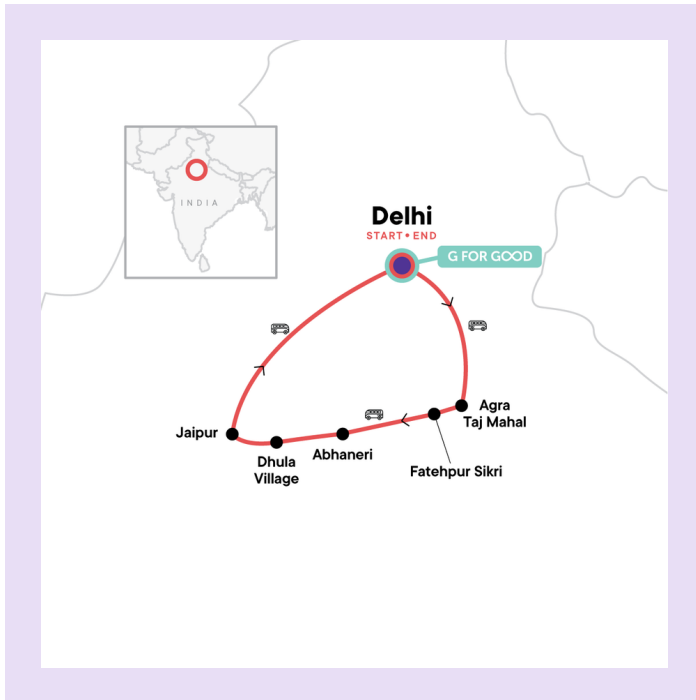 INDIA
Delhi
START • END
G FOR GOOD
Agra
Taj Mahal
Jaipur
Dhula
Village
Abhaneri
Fatehpur Sikri